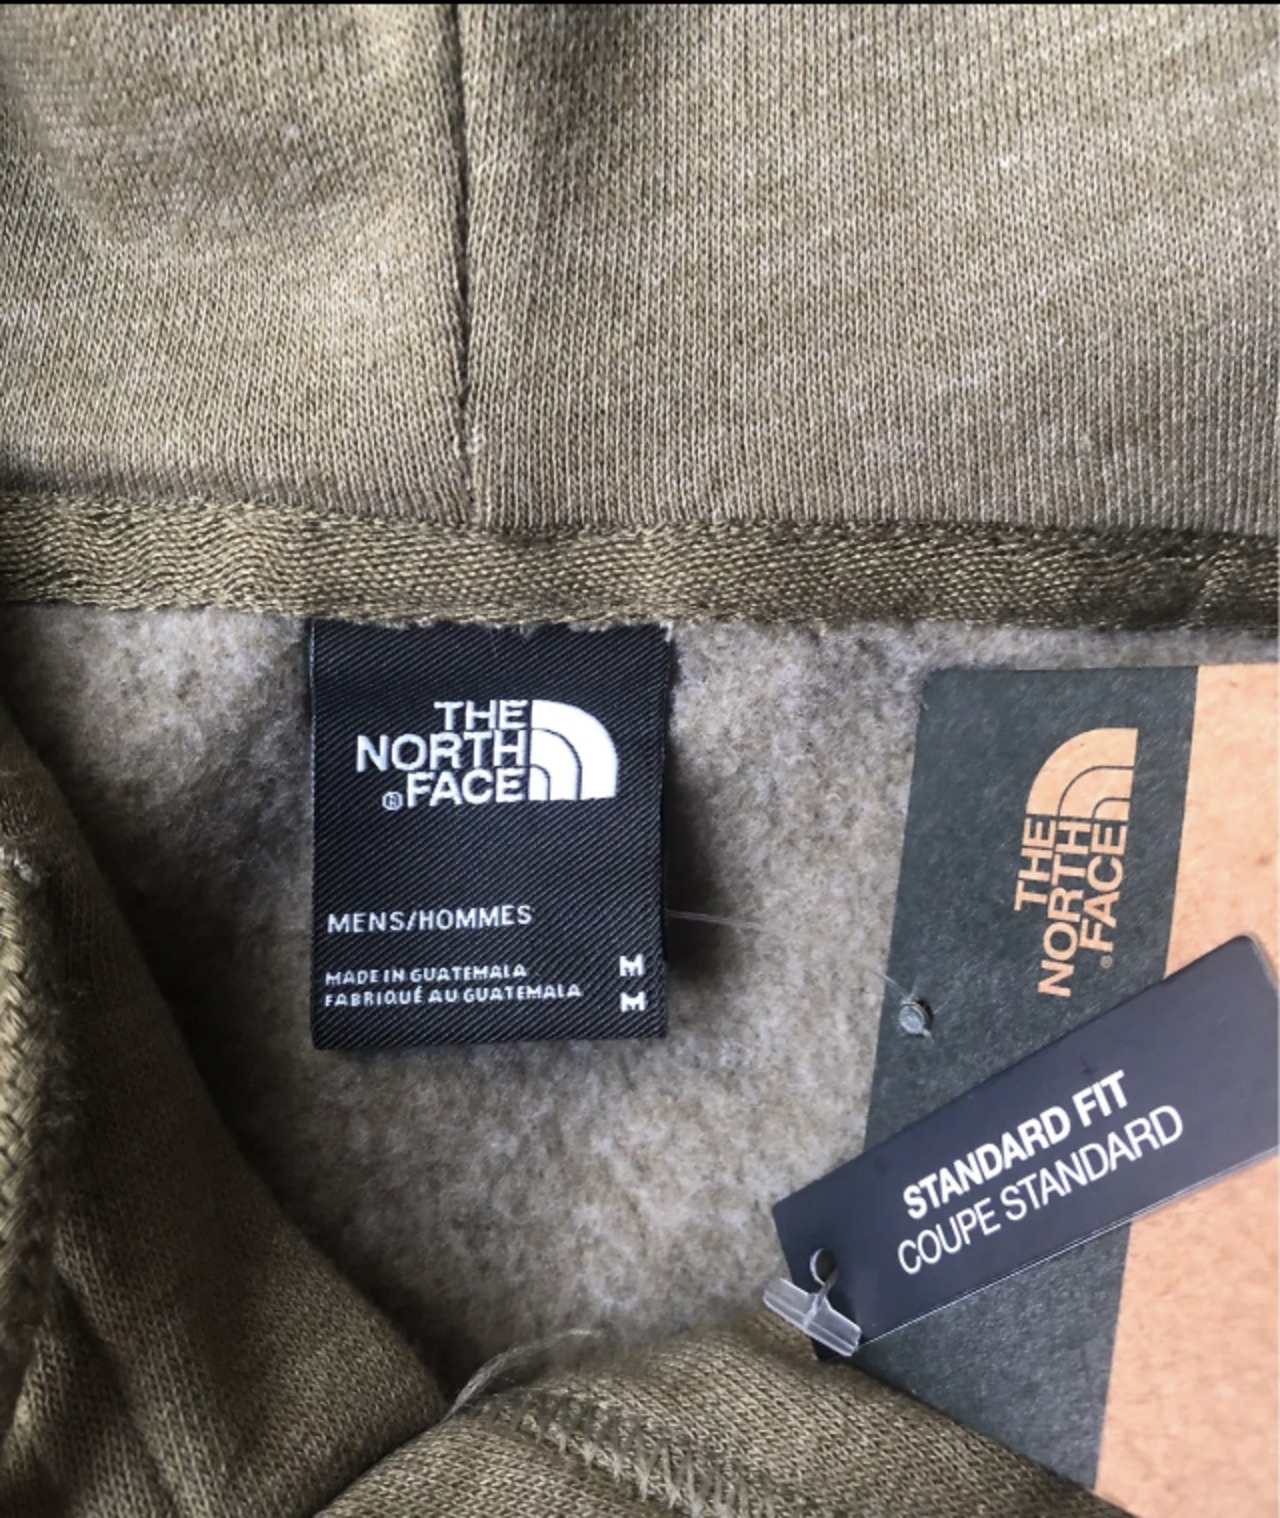 THE
NORTH
®FACE
MENS/HOMMES
MADE IN GUATEMALA M
FABRIQUÉ AU GUATEMALA M
THE
NORTH
®FACE
STANDARD FIT
COUPE STANDARD